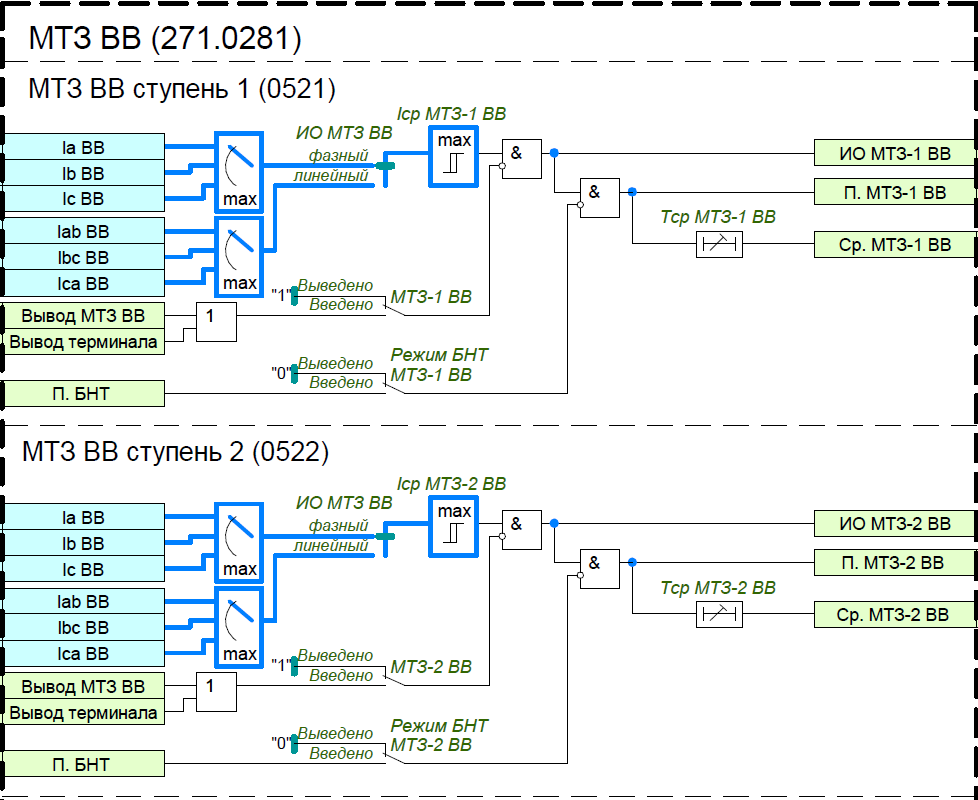 МТЗ ВВ (271.0281)
МТЗ ВВ ступень 1 (0521)
Iср МТЗ-1 ВВ
ИО МТЗ ВВ
фазный
линейный
Ia ВВ
Ib ВВ
Ic ВВ
max
max
&
ИО МТЗ-1 ВВ
&
П. МТЗ-1 ВВ
Тср МТЗ-1 ВВ
Ср. МТЗ-1 ВВ
Iab ВВ
Ibc ВВ
Ica ВВ
max
"1"
Выведено
Введено
МТЗ-1 ВВ
Вывод МТЗ ВВ
Вывод терминала
1
"0"
Выведено
Введено
Режим БНТ
МТЗ-1 ВВ
П. БНТ
МТЗ ВВ ступень 2 (0522)
Iср МТЗ-2 ВВ
ИО МТЗ ВВ
фазный
линейный
Ia ВВ
Ib ВВ
Ic ВВ
max
max
&
ИО МТЗ-2 ВВ
&
П. МТЗ-2 ВВ
Тср МТЗ-2 ВВ
Ср. МТЗ-2 ВВ
Iab ВВ
Ibc ВВ
Ica ВВ
max
"1"
Выведено
Введено
МТЗ-2 ВВ
Вывод МТЗ ВВ
Вывод терминала
1
"0"
Выведено
Введено
Режим БНТ
МТЗ-2 ВВ
П. БНТ